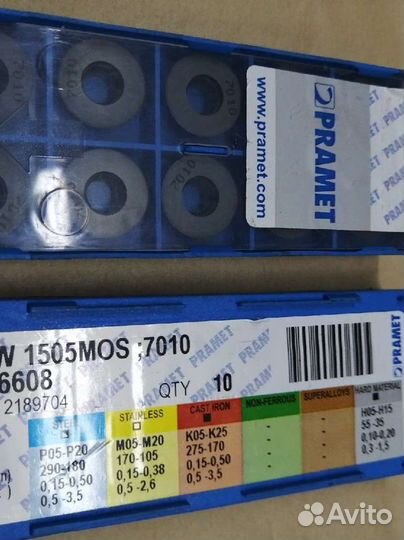 7010
7010
7010
7010
www.pramet.com
PRAMET
W 1505MOS ;7010
6608
2189704
QTY 10
PRAMET
STEEL
P05-P20
290-180
0,15-0,50
0,5 -3,5
STAINLESS
M05-M20
170-105
0,15-0,38
0,5 -2,6
CAST IRON
K05-K25
275-170
0,15-0,50
0,5 -3,5
NON-FERROUS
-
-
-
-
SUPERALLOYS
-
-
-
-
HARD MATERIAL
H05-H15
55 -35
0,10-0,20
0,3 -1,5
Avito